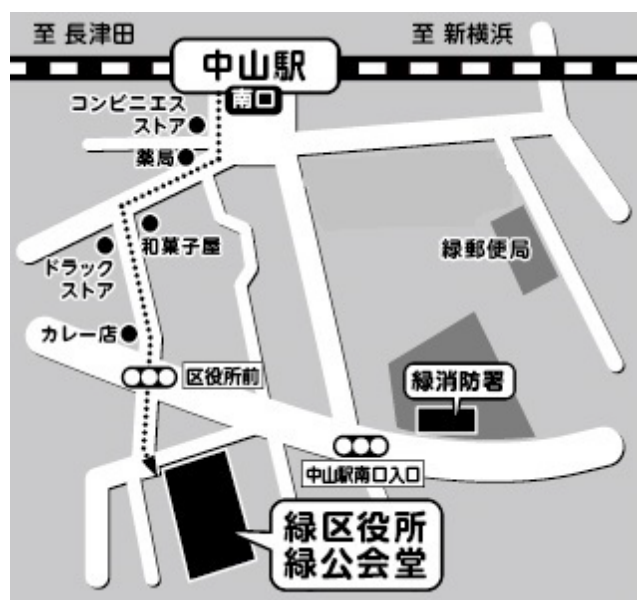 至 長津田
至 新横浜
中山駅
南口
コンビニエス
ストア
薬局
和菓子屋
ドラック
ストア
緑郵便局
カレー店
区役所前
緑消防署
中山駅南口入口
緑区役所
緑公会堂